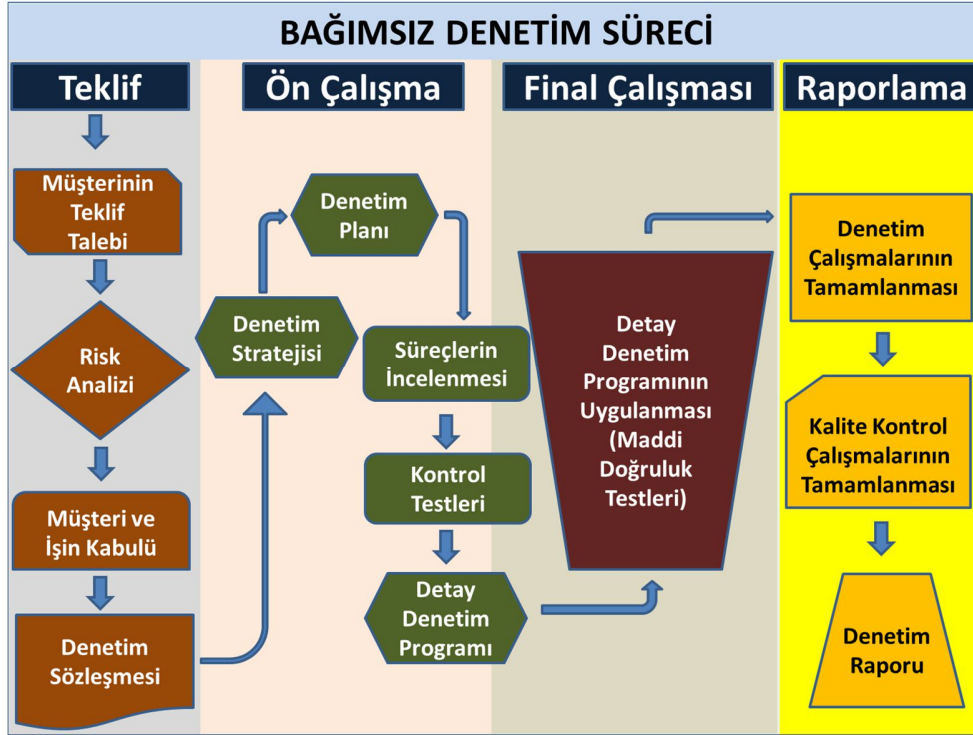 BAĞIMSIZ DENETİM SÜRECİ
Teklif
Müşterinin
Teklif
Talebi
Risk
Analizi
Müşteri ve
İşin Kabulü
Denetim
Sözleşmesi
Ön Çalışma
Denetim
Stratejisi
Denetim
Planı
Süreçlerin
İncelenmesi
Kontrol
Testleri
Detay
Denetim
Programı
Final Çalışması
Detay
Denetim
Programının
Uygulanması
(Maddi
Doğruluk
Testleri)
Raporlama
Denetim
Çalışmalarının
Tamamlanması
Kalite Kontrol
Çalışmalarının
Tamamlanması
Denetim
Raporu